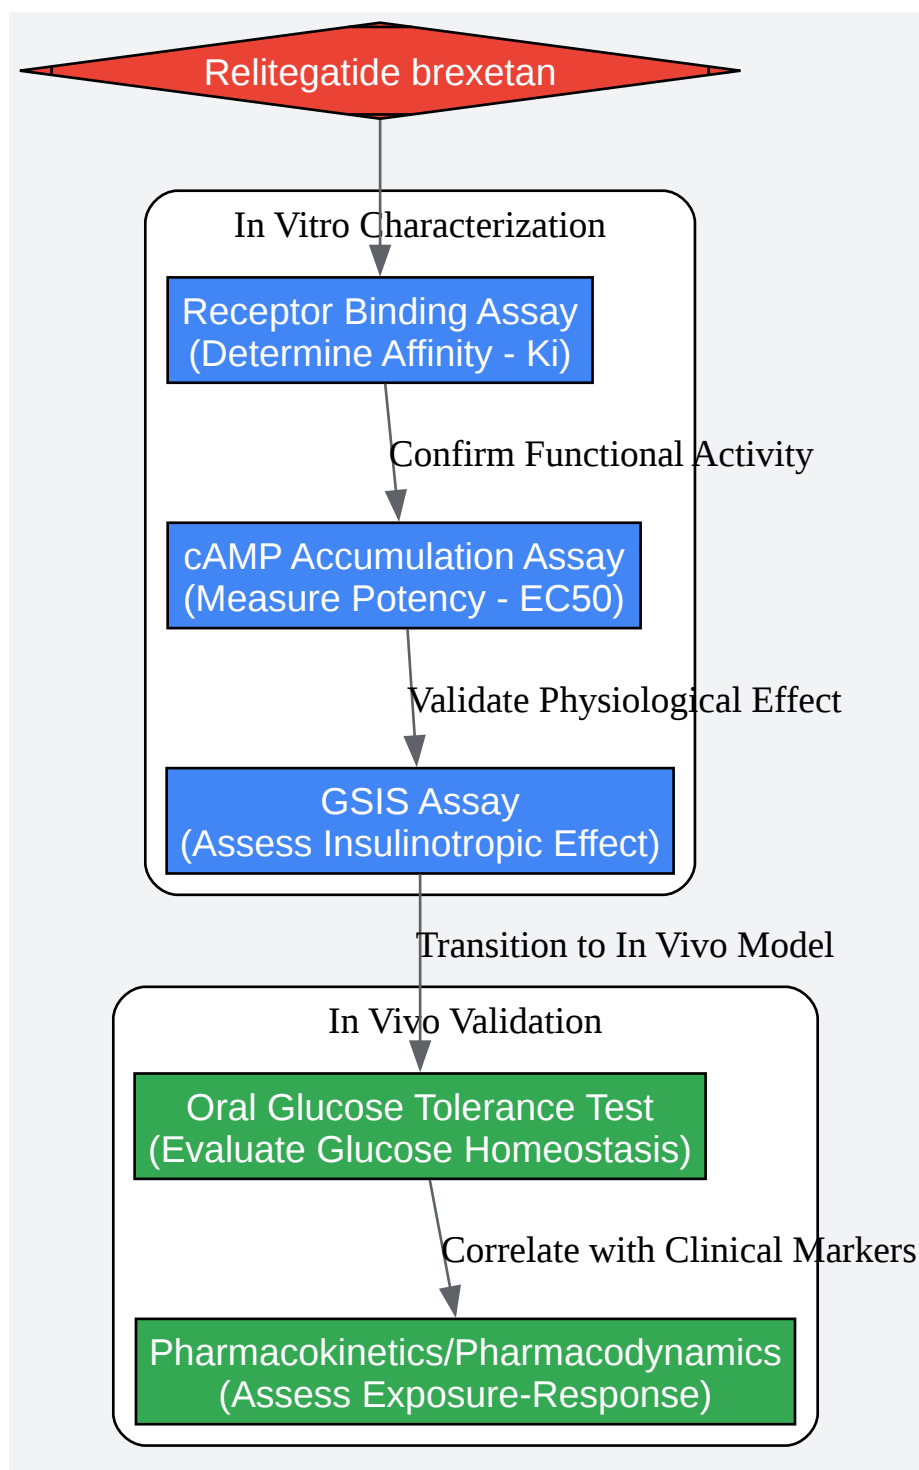 Relitegatide brexetan
In Vitro Characterization
Receptor Binding Assay
(Determine Affinity - Ki)
Confirm Functional Activity
cAMP Accumulation Assay
(Measure Potency - EC50)
Validate Physiological Effect
GSIS Assay
(Assess Insulinotropic Effect)
Transition to In Vivo Model
In Vivo Validation
Oral Glucose Tolerance Test
(Evaluate Glucose Homeostasis)
Correlate with Clinical Markers
Pharmacokinetics/Pharmacodynamics
(Assess Exposure-Response)